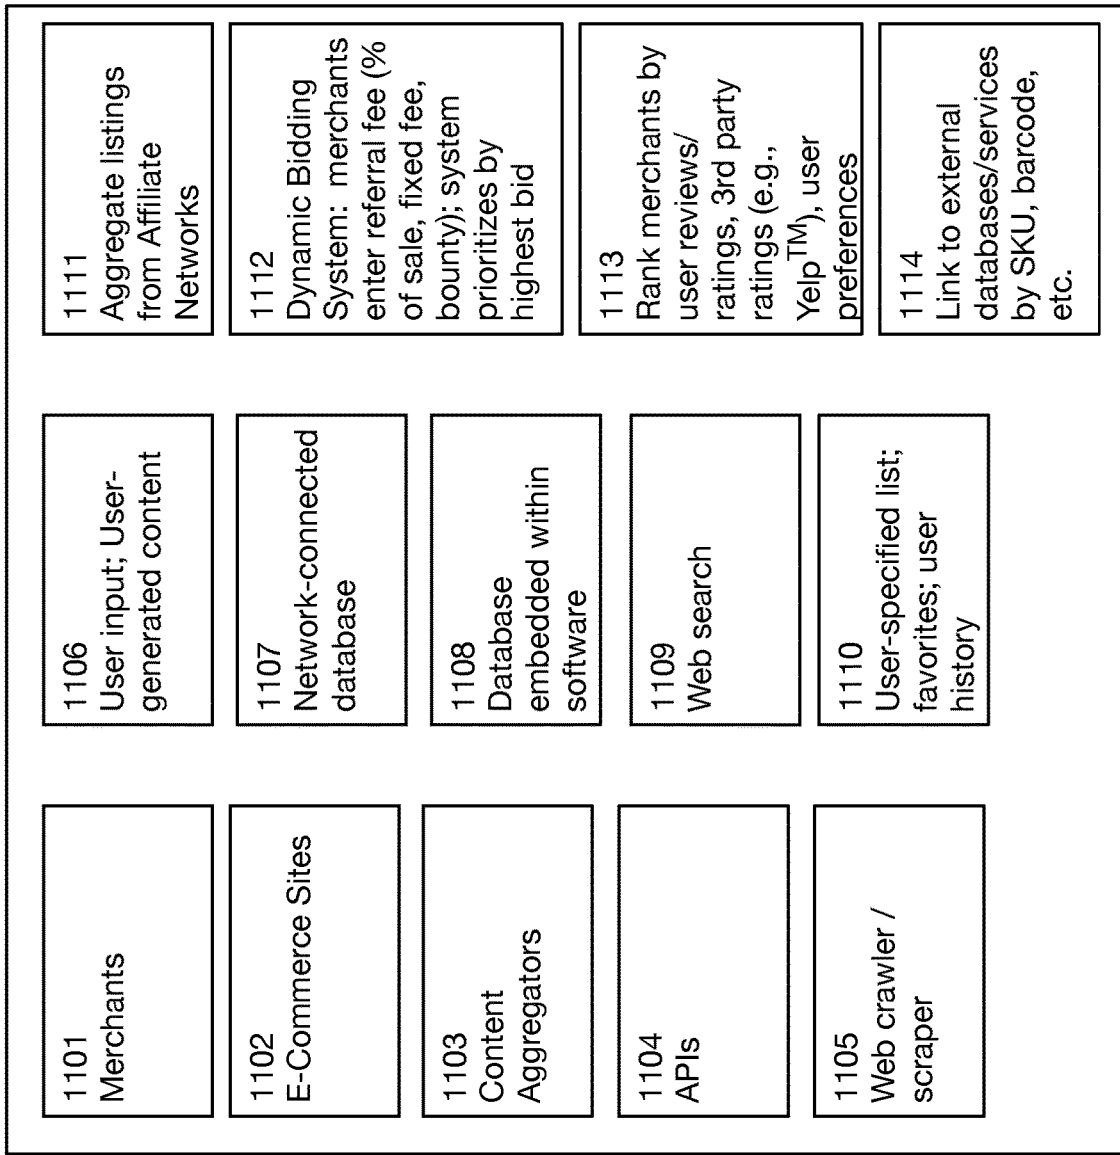 1101
Merchants
1102
E-Commerce Sites
1103
Content
Aggregators
1104
APIs
1105
Web crawler /
scraper
1106
User input; User-
generated content
1107
Network-connected
database
1108
Database
embedded within
software
1109
Web search
1110
User-specified list;
favorites; user
history
1111
Aggregate listings
from Affiliate
Networks
1112
Dynamic Bidding
System: merchants
enter referral fee (%
of sale, fixed fee,
bounty); system
prioritizes by
highest bid
1113
Rank merchants by
user reviews/
ratings, 3rd party
ratings (e.g.,
Yelp™), user
preferences
1114
Link to external
databases/services
by SKU, barcode,
etc.